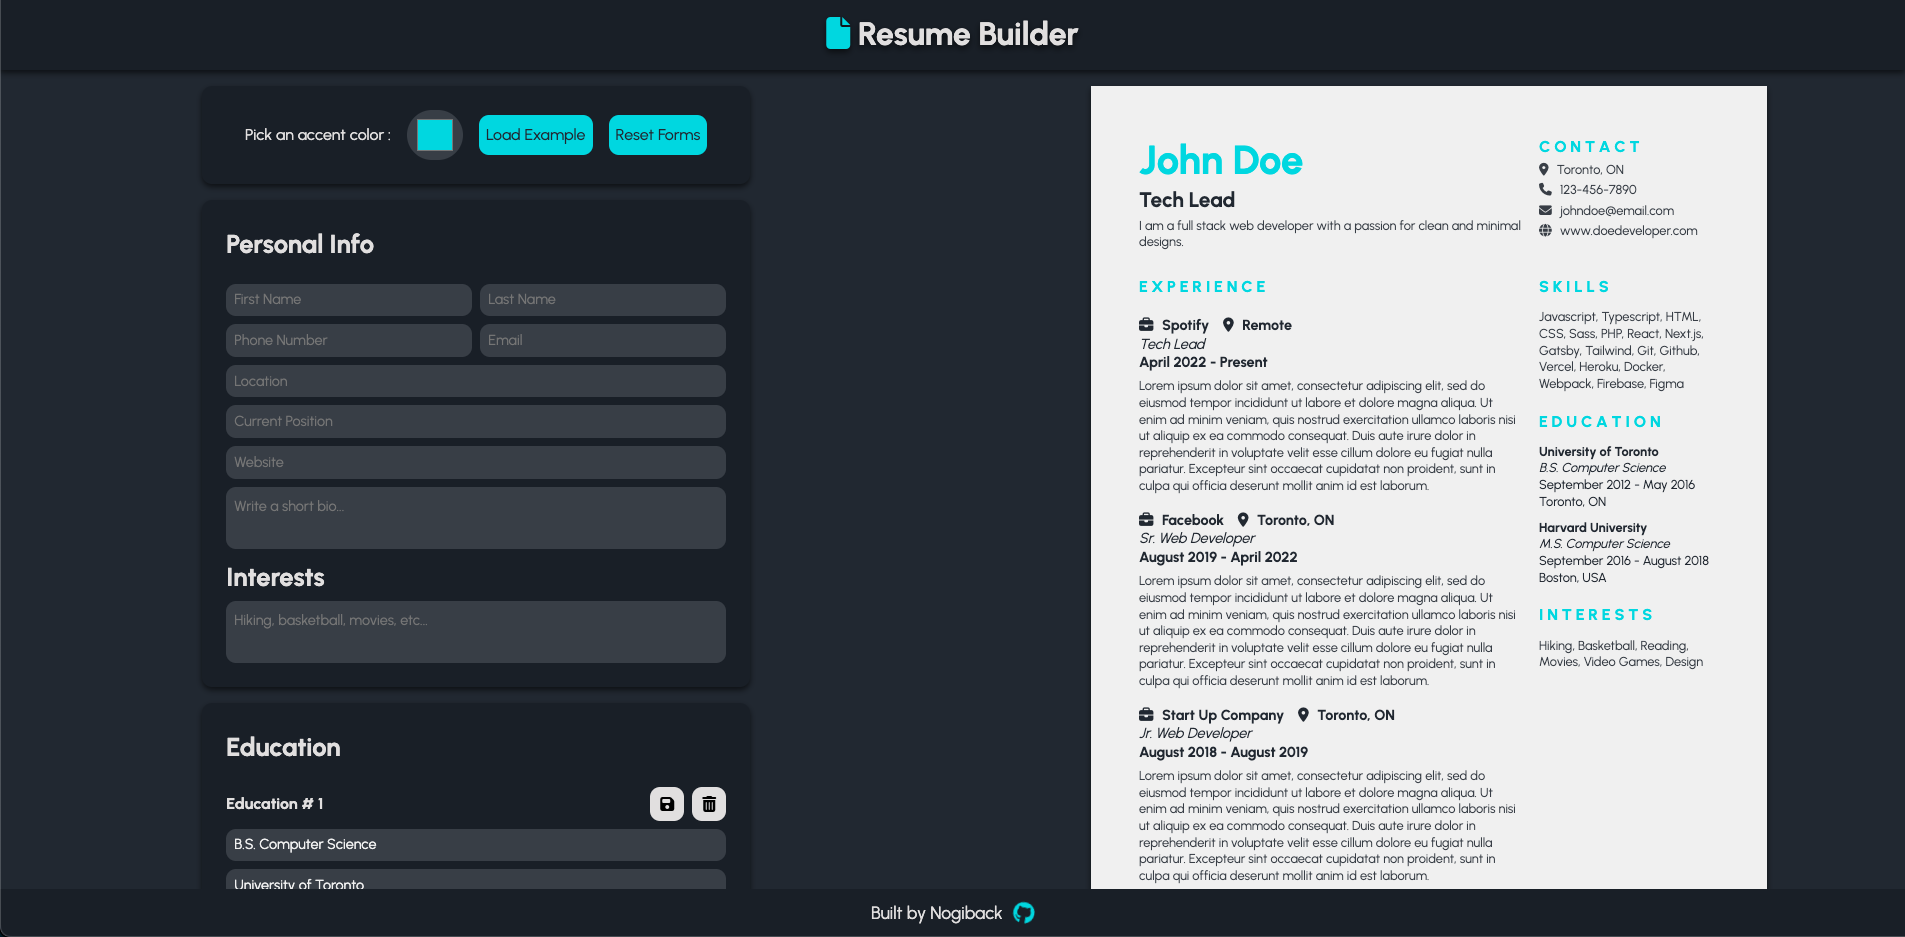 Resume Builder
Pick an accent color :
Load Example
Reset Forms
Personal Info
First Name
Last Name
Phone Number
Email
Location
Current Position
Website
Write a short bio...
Interests
Hiking, basketball, movies, etc...
Education
Education # 1
B.S. Computer Science
University of Toronto
John Doe
Tech Lead
I am a full stack web developer with a passion for clean and minimal
designs.
EXPERIENCE
Spotify Remote
Tech Lead
April 2022 - Present
Lorem ipsum dolor sit amet, consectetur adipiscing elit, sed do
eiusmod tempor incididunt ut labore et dolore magna aliqua. Ut
enim ad minim veniam, quis nostrud exercitation ullamco laboris nisi
ut aliquip ex ea commodo consequat. Duis aute irure dolor in
reprehenderit in voluptate velit esse cillum dolore eu fugiat nulla
pariatur. Excepteur sint occaecat cupidatat non proident, sunt in
culpa qui officia deserunt mollit anim id est laborum.
Facebook Toronto, ON
Sr. Web Developer
August 2019 - April 2022
Lorem ipsum dolor sit amet, consectetur adipiscing elit, sed do
eiusmod tempor incididunt ut labore et dolore magna aliqua. Ut
enim ad minim veniam, quis nostrud exercitation ullamco laboris nisi
ut aliquip ex ea commodo consequat. Duis aute irure dolor in
reprehenderit in voluptate velit esse cillum dolore eu fugiat nulla
pariatur. Excepteur sint occaecat cupidatat non proident, sunt in
culpa qui officia deserunt mollit anim id est laborum.
Start Up Company Toronto, ON
Jr. Web Developer
August 2018 - August 2019
Lorem ipsum dolor sit amet, consectetur adipiscing elit, sed do
eiusmod tempor incididunt ut labore et dolore magna aliqua. Ut
enim ad minim veniam, quis nostrud exercitation ullamco laboris nisi
ut aliquip ex ea commodo consequat. Duis aute irure dolor in
reprehenderit in voluptate velit esse cillum dolore eu fugiat nulla
pariatur. Excepteur sint occaecat cupidatat non proident, sunt in
culpa qui officia deserunt mollit anim id est laborum.
CONTACT
Toronto, ON
123-456-7890
johndoe@email.com
www.doedeveloper.com
SKILLS
Javascript, Typescript, HTML,
CSS, Sass, PHP, React, Next.js,
Gatsby, Tailwind, Git, Github,
Vercel, Heroku, Docker,
Webpack, Firebase, Figma
EDUCATION
University of Toronto
B.S. Computer Science
September 2012 - May 2016
Toronto, ON
Harvard University
M.S. Computer Science
September 2016 - August 2018
Boston, USA
INTERESTS
Hiking, Basketball, Reading,
Movies, Video Games, Design
Built by Nogiback